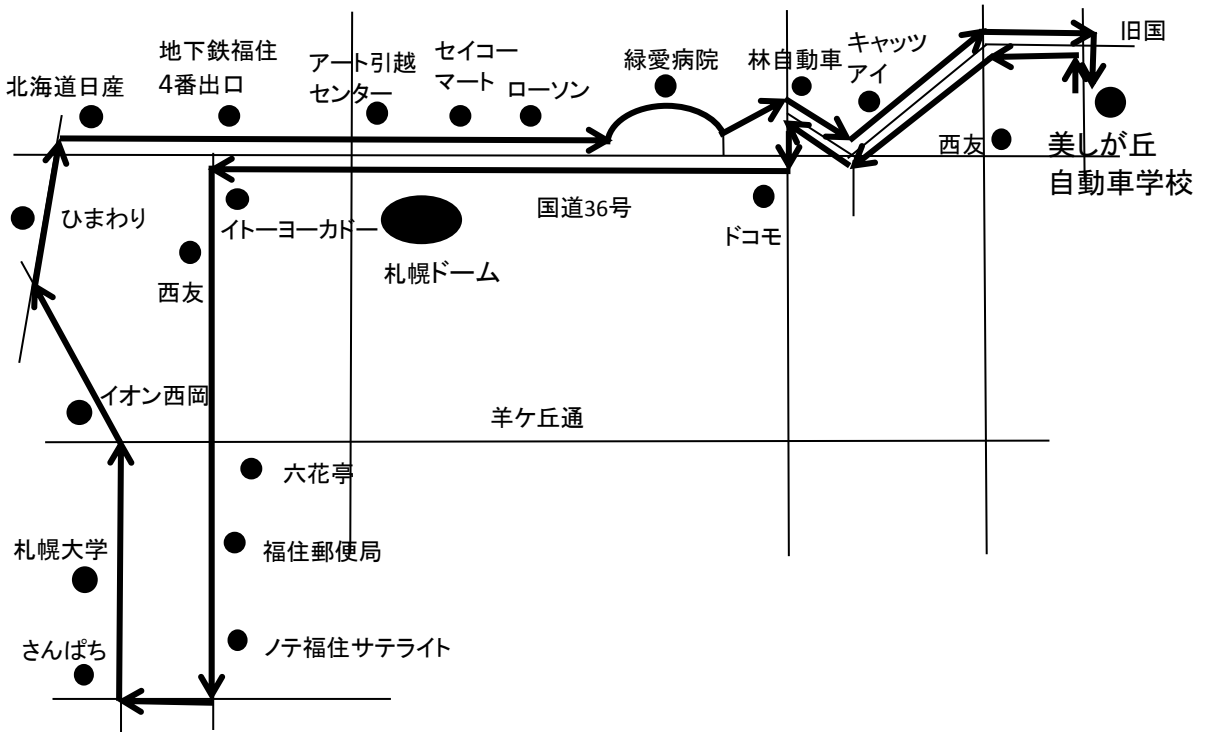 旧国
キャッツ
アイ
林自動車
緑愛病院
セイコー
マート
ローソン
アート引越
センター
地下鉄福住
4番出口
北海道日産
西友
美しが丘
自動車学校
ひまわり
イトーヨーカドー
国道36号
ドコモ
札幌ドーム
西友
イオン西岡
羊ケ丘通
六花亭
札幌大学
福住郵便局
さんぱち
ノテ福住サテライト